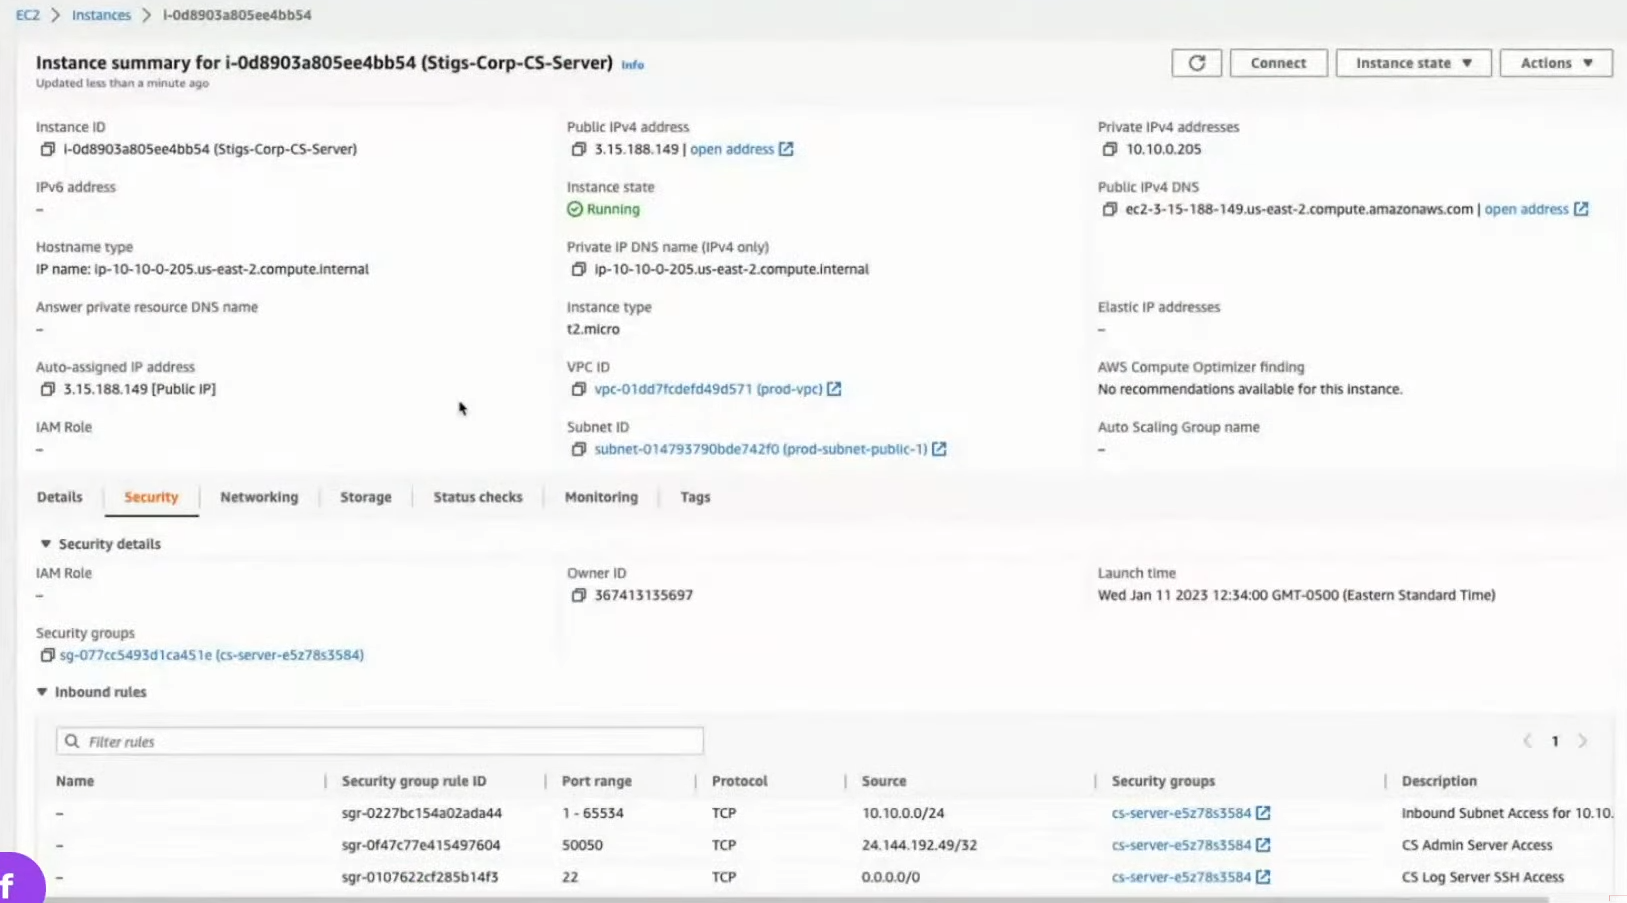 EC2 > Instances > i-0d8903a805ee4bb54
Instance summary for i-0d8903a805ee4bb54 (Stigs-Corp-CS-Server) Info
Connect Instance state Actions
Updated less than a minute ago
Instance ID Public IPv4 address Private IPv4 addresses
i-0d8903a805ee4bb54 (Stigs-Corp-CS-Server) 3.15.188.149 | open address 10.10.0.205
IPv6 address Instance state Public IPv4 DNS
– Running ec2-3-15-188-149.us-east-2.compute.amazonaws.com | open address
Hostname type Private IP DNS name (IPv4 only)
IP name: ip-10-10-0-205.us-east-2.compute.internal ip-10-10-0-205.us-east-2.compute.internal
Answer private resource DNS name Instance type Elastic IP addresses
– t2.micro –
Auto-assigned IP address VPC ID AWS Compute Optimizer finding
3.15.188.149 [Public IP] vpc-01dd7fcdefd49d571 (prod-vpc) No recommendations available for this instance.
IAM Role Subnet ID Auto Scaling Group name
– subnet-014793790bde742f0 (prod-subnet-public-1) –
Details Security Networking Storage Status checks Monitoring Tags
Security details
IAM Role Owner ID Launch time
– 367413135697 Wed Jan 11 2023 12:34:00 GMT-0500 (Eastern Standard Time)
Security groups
sg-077cc5493d1ca451e (cs-server-e5z78s3584)
Inbound rules
Filter rules 1
Name Security group rule ID Port range Protocol Source Security groups Description
– sgr-0227bc154a02ada44 1 - 65534 TCP 10.10.0.0/24 cs-server-e5z78s3584 Inbound Subnet Access for 10.10.
– sgr-0f47c77e415497604 50050 TCP 24.144.192.49/32 cs-server-e5z78s3584 CS Admin Server Access
– sgr-0107622cf285b14f3 22 TCP 0.0.0.0/0 cs-server-e5z78s3584 CS Log Server SSH Access
f